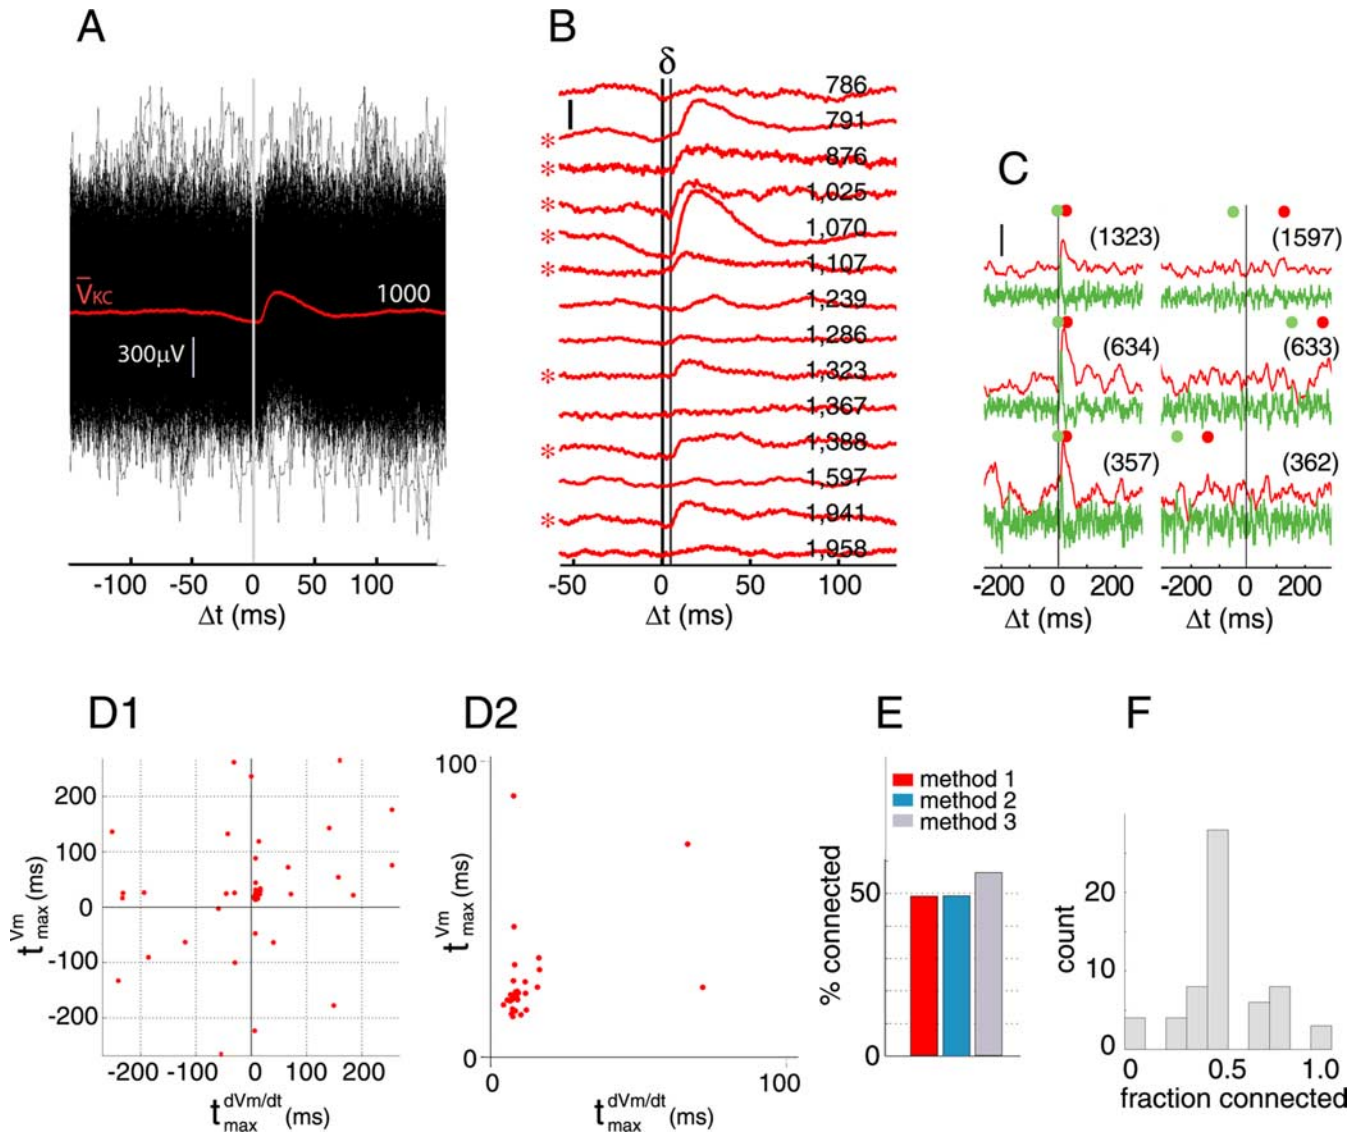 A
V̄KC
1000
300μV
-100
-50
0
50
100
Δt (ms)
B
δ
786
791
* 876
* 1,025
* 1,070
* 1,107
* 1,239
1,286
1,323
* 1,367
1,388
* 1,597
1,941
* 1,958
-50
0
50
100
Δt (ms)
C
(1323)
(1597)
(634)
(633)
(357)
(362)
-200 0 200
0 200
Δt (ms)
Δt (ms)
D1
200
100
0
-100
-200
t max Vm (ms)
-200 -100 0 100 200
t max dVm/dt (ms)
D2
100
0
t max Vm (ms)
0 100
t max dVm/dt (ms)
E
method 1
method 2
method 3
50
0
% connected
F
20
10
0
count
0 0.5 1.0
fraction connected